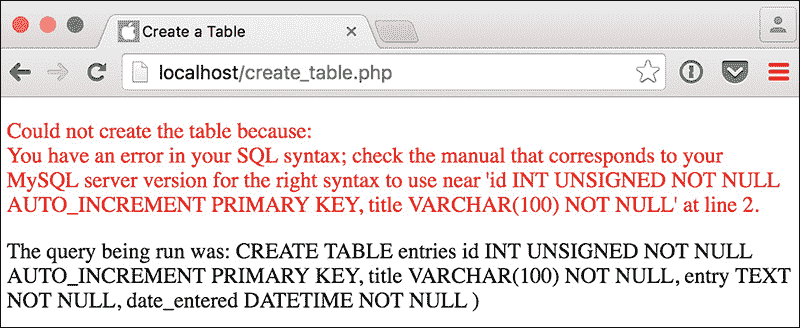 Create a Table
localhost/create_table.php
Could not create the table because:
You have an error in your SQL syntax; check the manual that corresponds to your
MySQL server version for the right syntax to use near 'id INT UNSIGNED NOT NULL
AUTO_INCREMENT PRIMARY KEY, title VARCHAR(100) NOT NULL' at line 2.
The query being run was: CREATE TABLE entries id INT UNSIGNED NOT NULL
AUTO_INCREMENT PRIMARY KEY, title VARCHAR(100) NOT NULL, entry TEXT
NOT NULL, date_entered DATETIME NOT NULL )